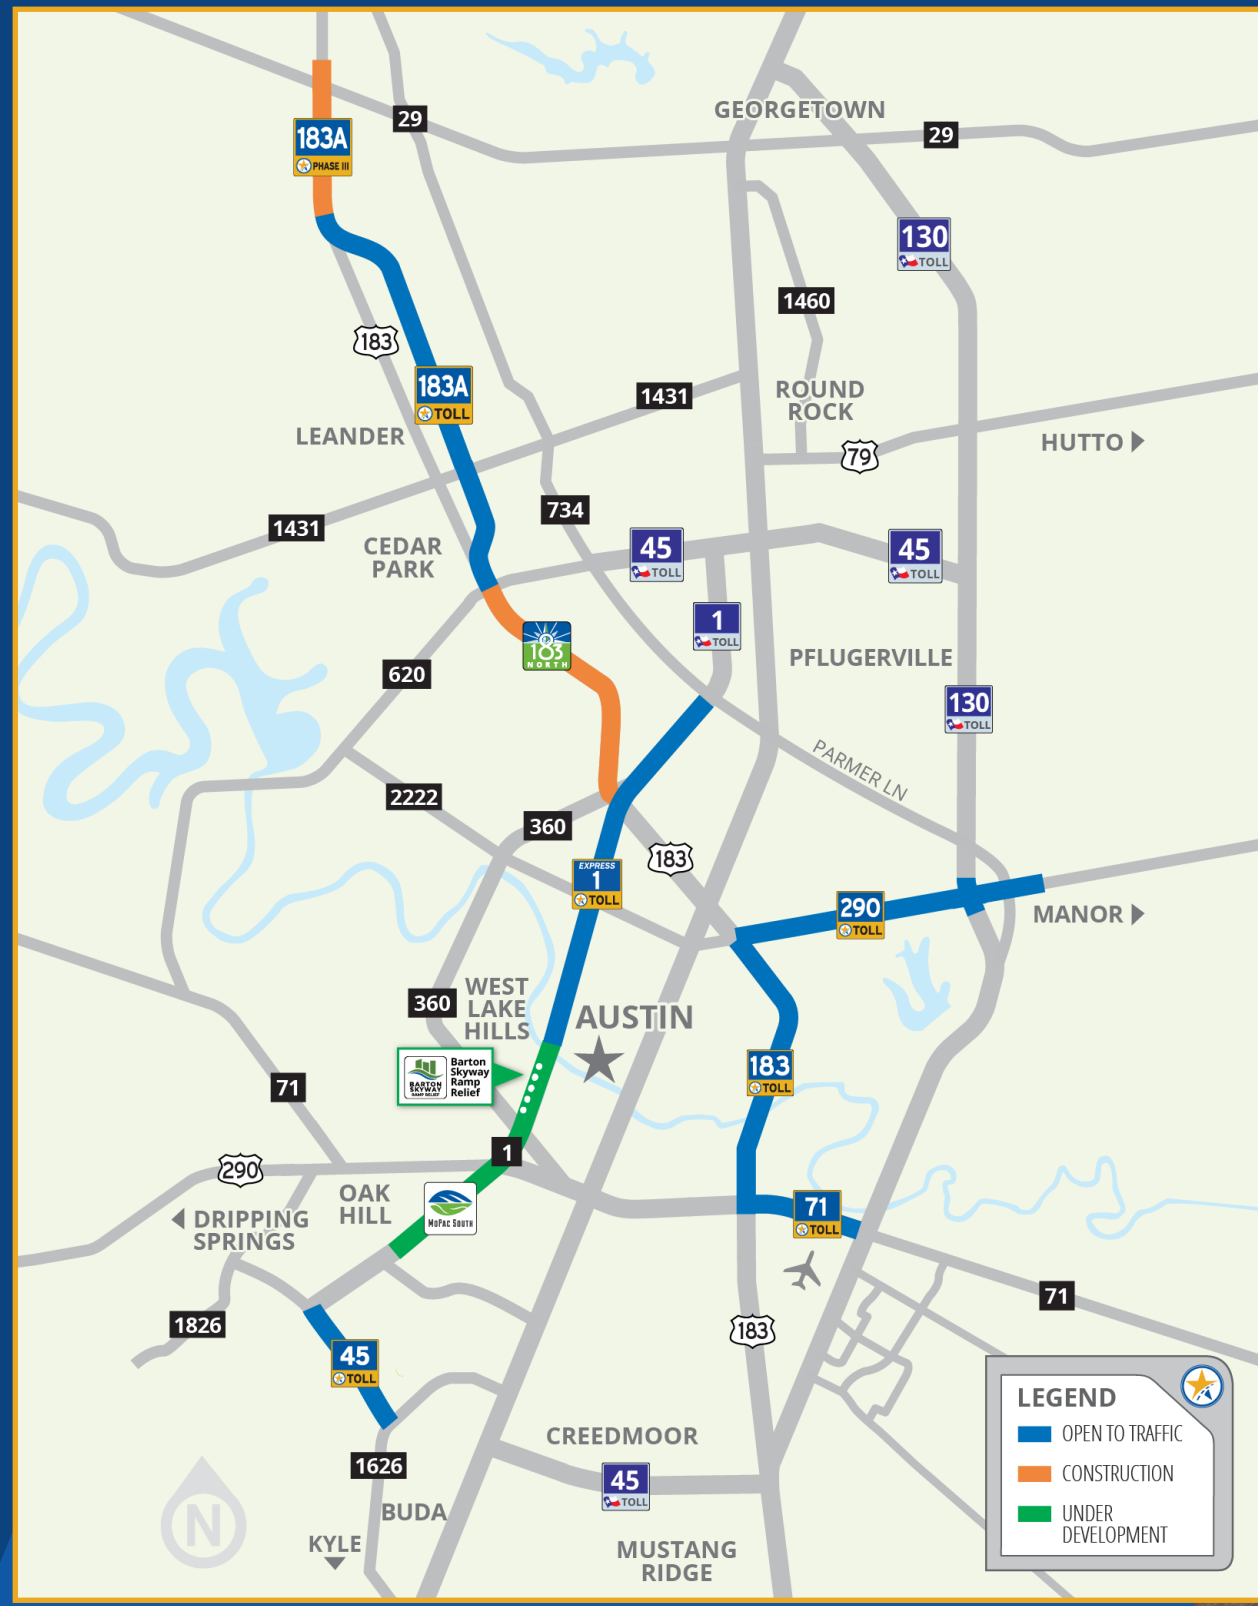 GEORGETOWN
29
29
183A
PHASE III
130
TOLL
1460
183
183A
TOLL
1431
ROUND
ROCK
LEANDER
HUTTO
79
734
1431
CEDAR
PARK
45
TOLL
45
TOLL
1
TOLL
183
NORTH
PFLUGERVILLE
620
130
TOLL
PARMER LN
2222
360
183
EXPRESS
1
TOLL
290
TOLL
MANOR
WEST
LAKE
HILLS
360
AUSTIN
Barton
Skyway
Ramp
Relief
BARTON
SKYWAY
RAMP RELIEF
183
TOLL
71
1
290
OAK
HILL
MOPAC SOUTH
71
TOLL
DRIPPING
SPRINGS
71
1826
183
45
TOLL
LEGEND
OPEN TO TRAFFIC
CONSTRUCTION
UNDER
DEVELOPMENT
CREEDMOOR
1626
45
TOLL
BUDA
N
KYLE
MUSTANG
RIDGE